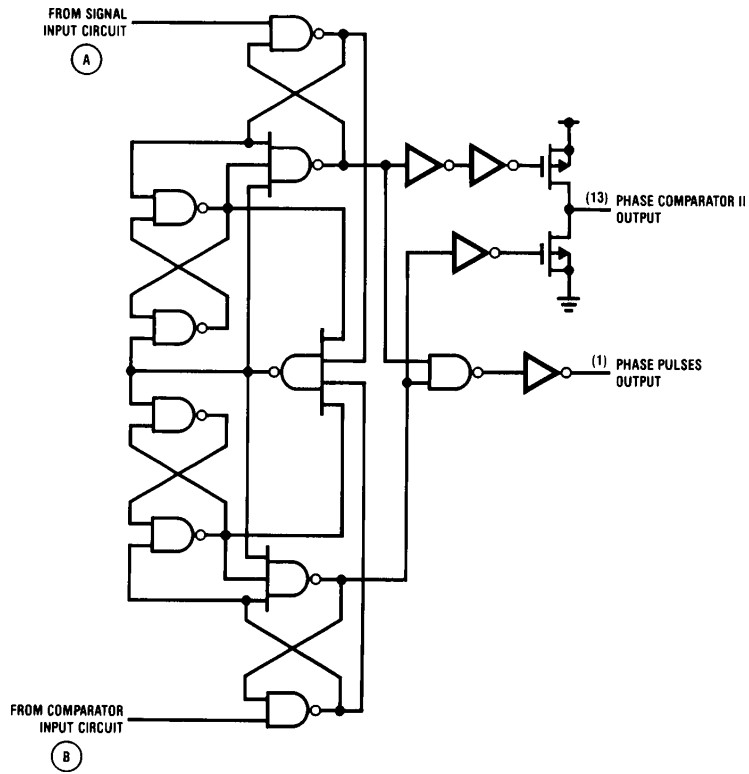 FROM SIGNAL
INPUT CIRCUIT
A
(13) PHASE COMPARATOR II
OUTPUT
(1) PHASE PULSES
OUTPUT
FROM COMPARATOR
INPUT CIRCUIT
B